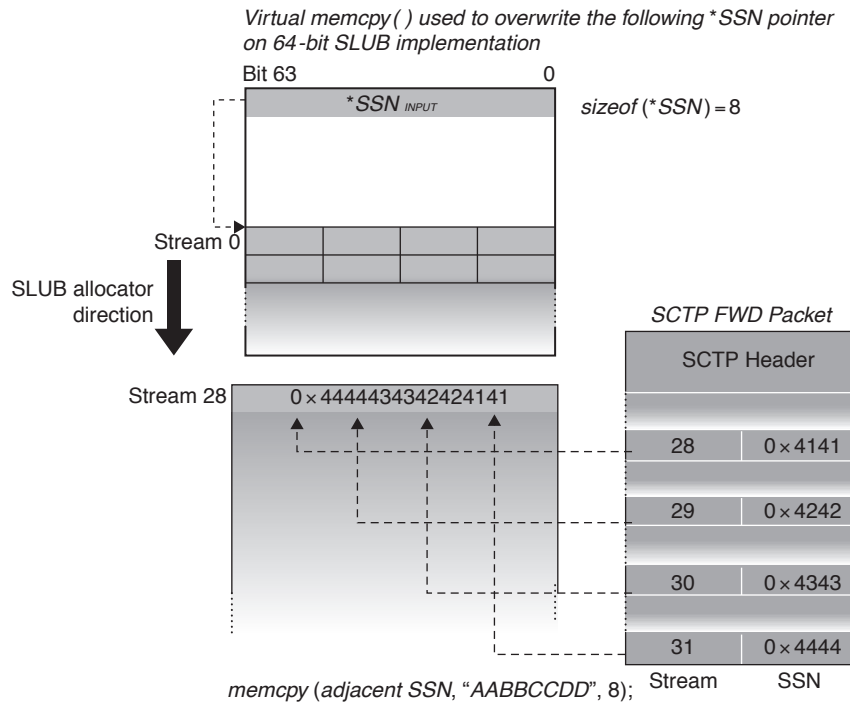 Virtual memcpy( ) used to overwrite the following *SSN pointer
on 64-bit SLUB implementation
Bit 63 0
*SSN INPUT
sizeof (*SSN) = 8
Stream 0
SLUB allocator
direction
SCTP FWD Packet
SCTP Header
Stream 28
0×4444434342424141
28 0×4141
29 0×4242
30 0×4343
31 0×4444
Stream SSN
memcpy (adjacent SSN, “AABBCCDD”, 8);